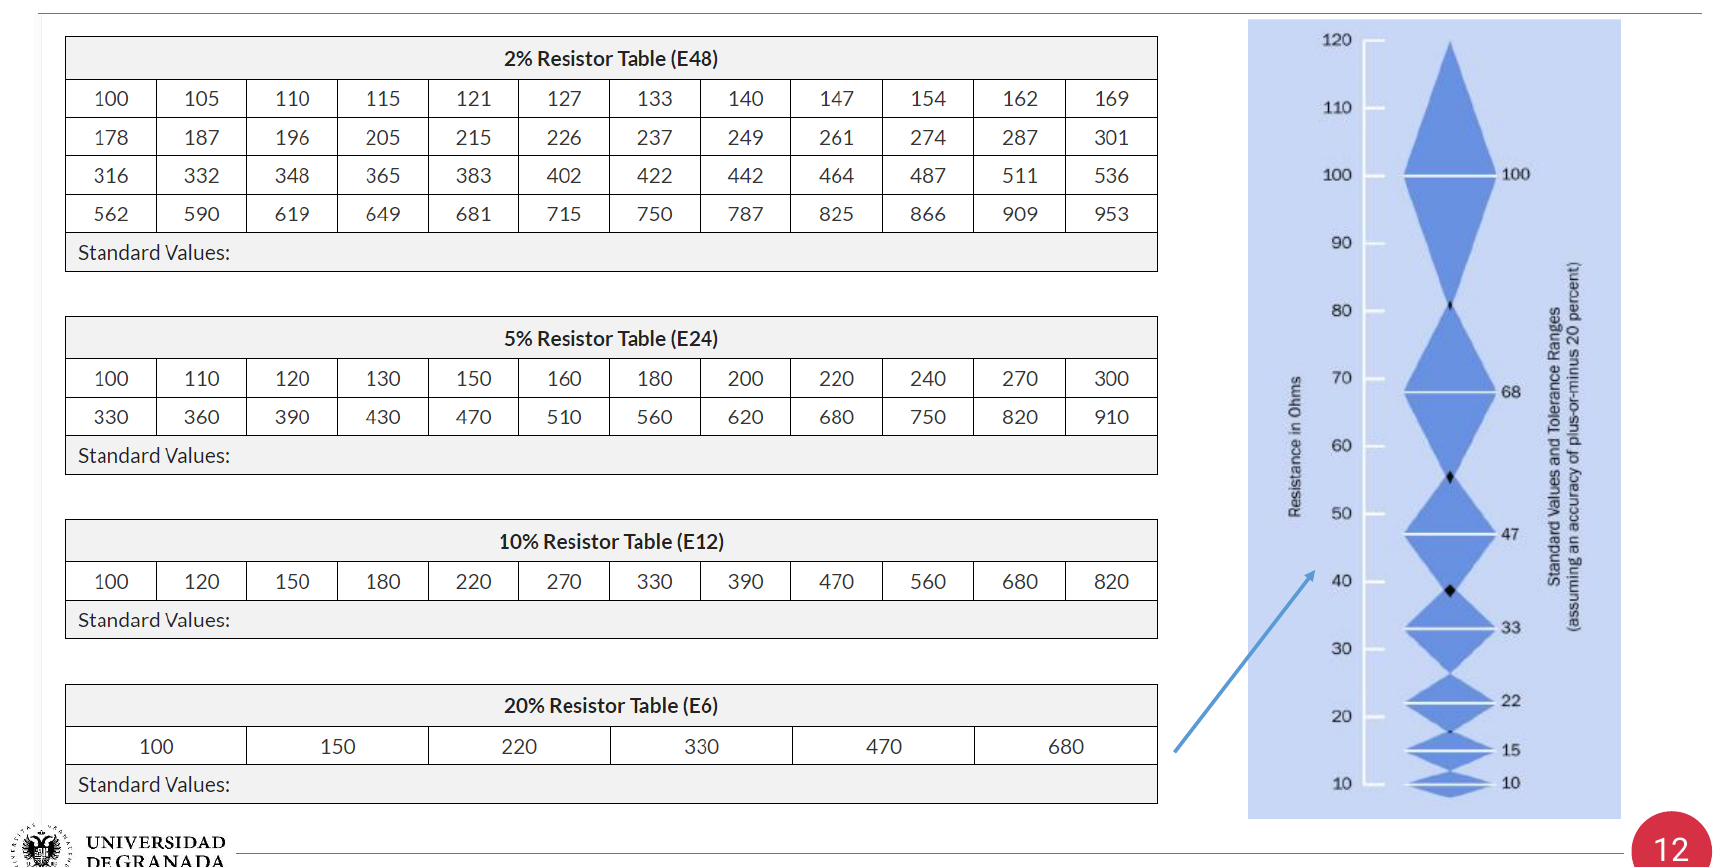 2% Resistor Table (E48)
100 105 110 115 121 127 133 140 147 154 162 169
178 187 196 205 215 226 237 249 261 274 287 301
316 332 348 365 383 402 422 442 464 487 511 536
562 590 619 649 681 715 750 787 825 866 909 953
Standard Values:
5% Resistor Table (E24)
100 110 120 130 150 160 180 200 220 240 270 300
330 360 390 430 470 510 560 620 680 750 820 910
Standard Values:
10% Resistor Table (E12)
100 120 150 180 220 270 330 390 470 560 680 820
Standard Values:
20% Resistor Table (E6)
100 150 220 330 470 680
Standard Values:
Resistance in Ohms
120
110
100
90
80
70
60
50
40
30
20
10
100
68
47
33
22
15
10
Standard Values and Tolerance Ranges
(assuming an accuracy of plus-or-minus 20 percent)
UNIVERSIDAD
DE GRANADA
12